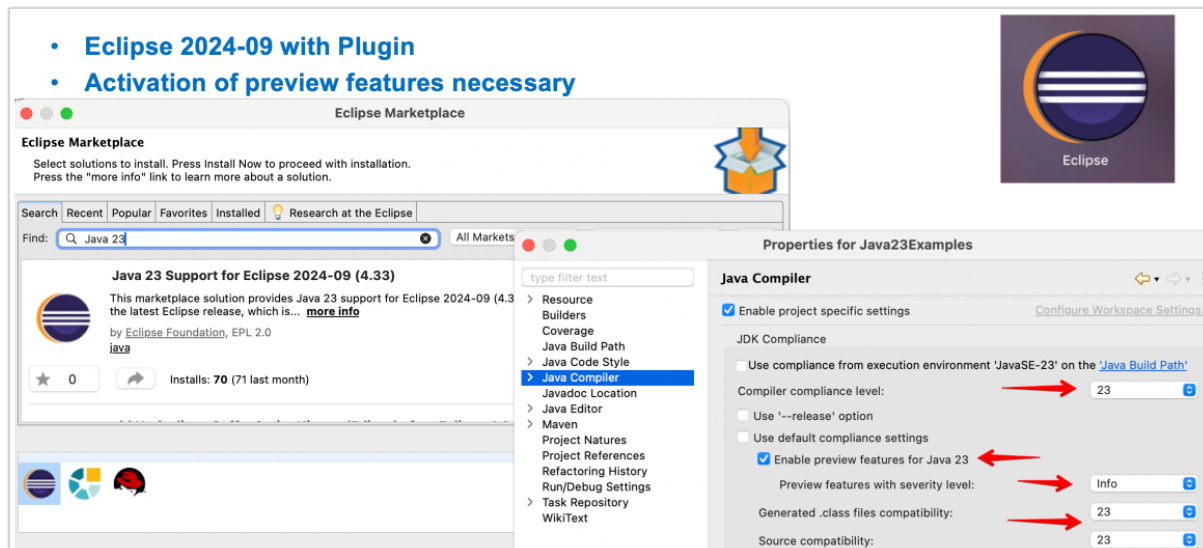 • Eclipse 2024-09 with Plugin
• Activation of preview features necessary
Eclipse
Eclipse Marketplace
Eclipse Marketplace
Select solutions to install. Press Install Now to proceed with installation.
Press the "more info" link to learn more about a solution.
Search Recent Popular Favorites Installed Research at the Eclipse
Find: Java 23 All Markets
Java 23 Support for Eclipse 2024-09 (4.33)
This marketplace solution provides Java 23 support for Eclipse 2024-09 (4.3
the latest Eclipse release, which is... more info
by Eclipse Foundation, EPL 2.0
java
0 Installs: 70 (71 last month)
Properties for Java23Examples
type filter text
Resource
Builders
Coverage
Java Build Path
Java Code Style
Java Compiler
Javadoc Location
Java Editor
Maven
Project Natures
Project References
Refactoring History
Run/Debug Settings
Task Repository
WikiText
Java Compiler
Enable project specific settings Configure Workspace Settings.
JDK Compliance
Use compliance from execution environment 'JavaSE-23' on the 'Java Build Path'
Compiler compliance level: 23
Use '--release' option
Use default compliance settings
Enable preview features for Java 23
Preview features with severity level: Info
Generated .class files compatibility: 23
Source compatibility: 23